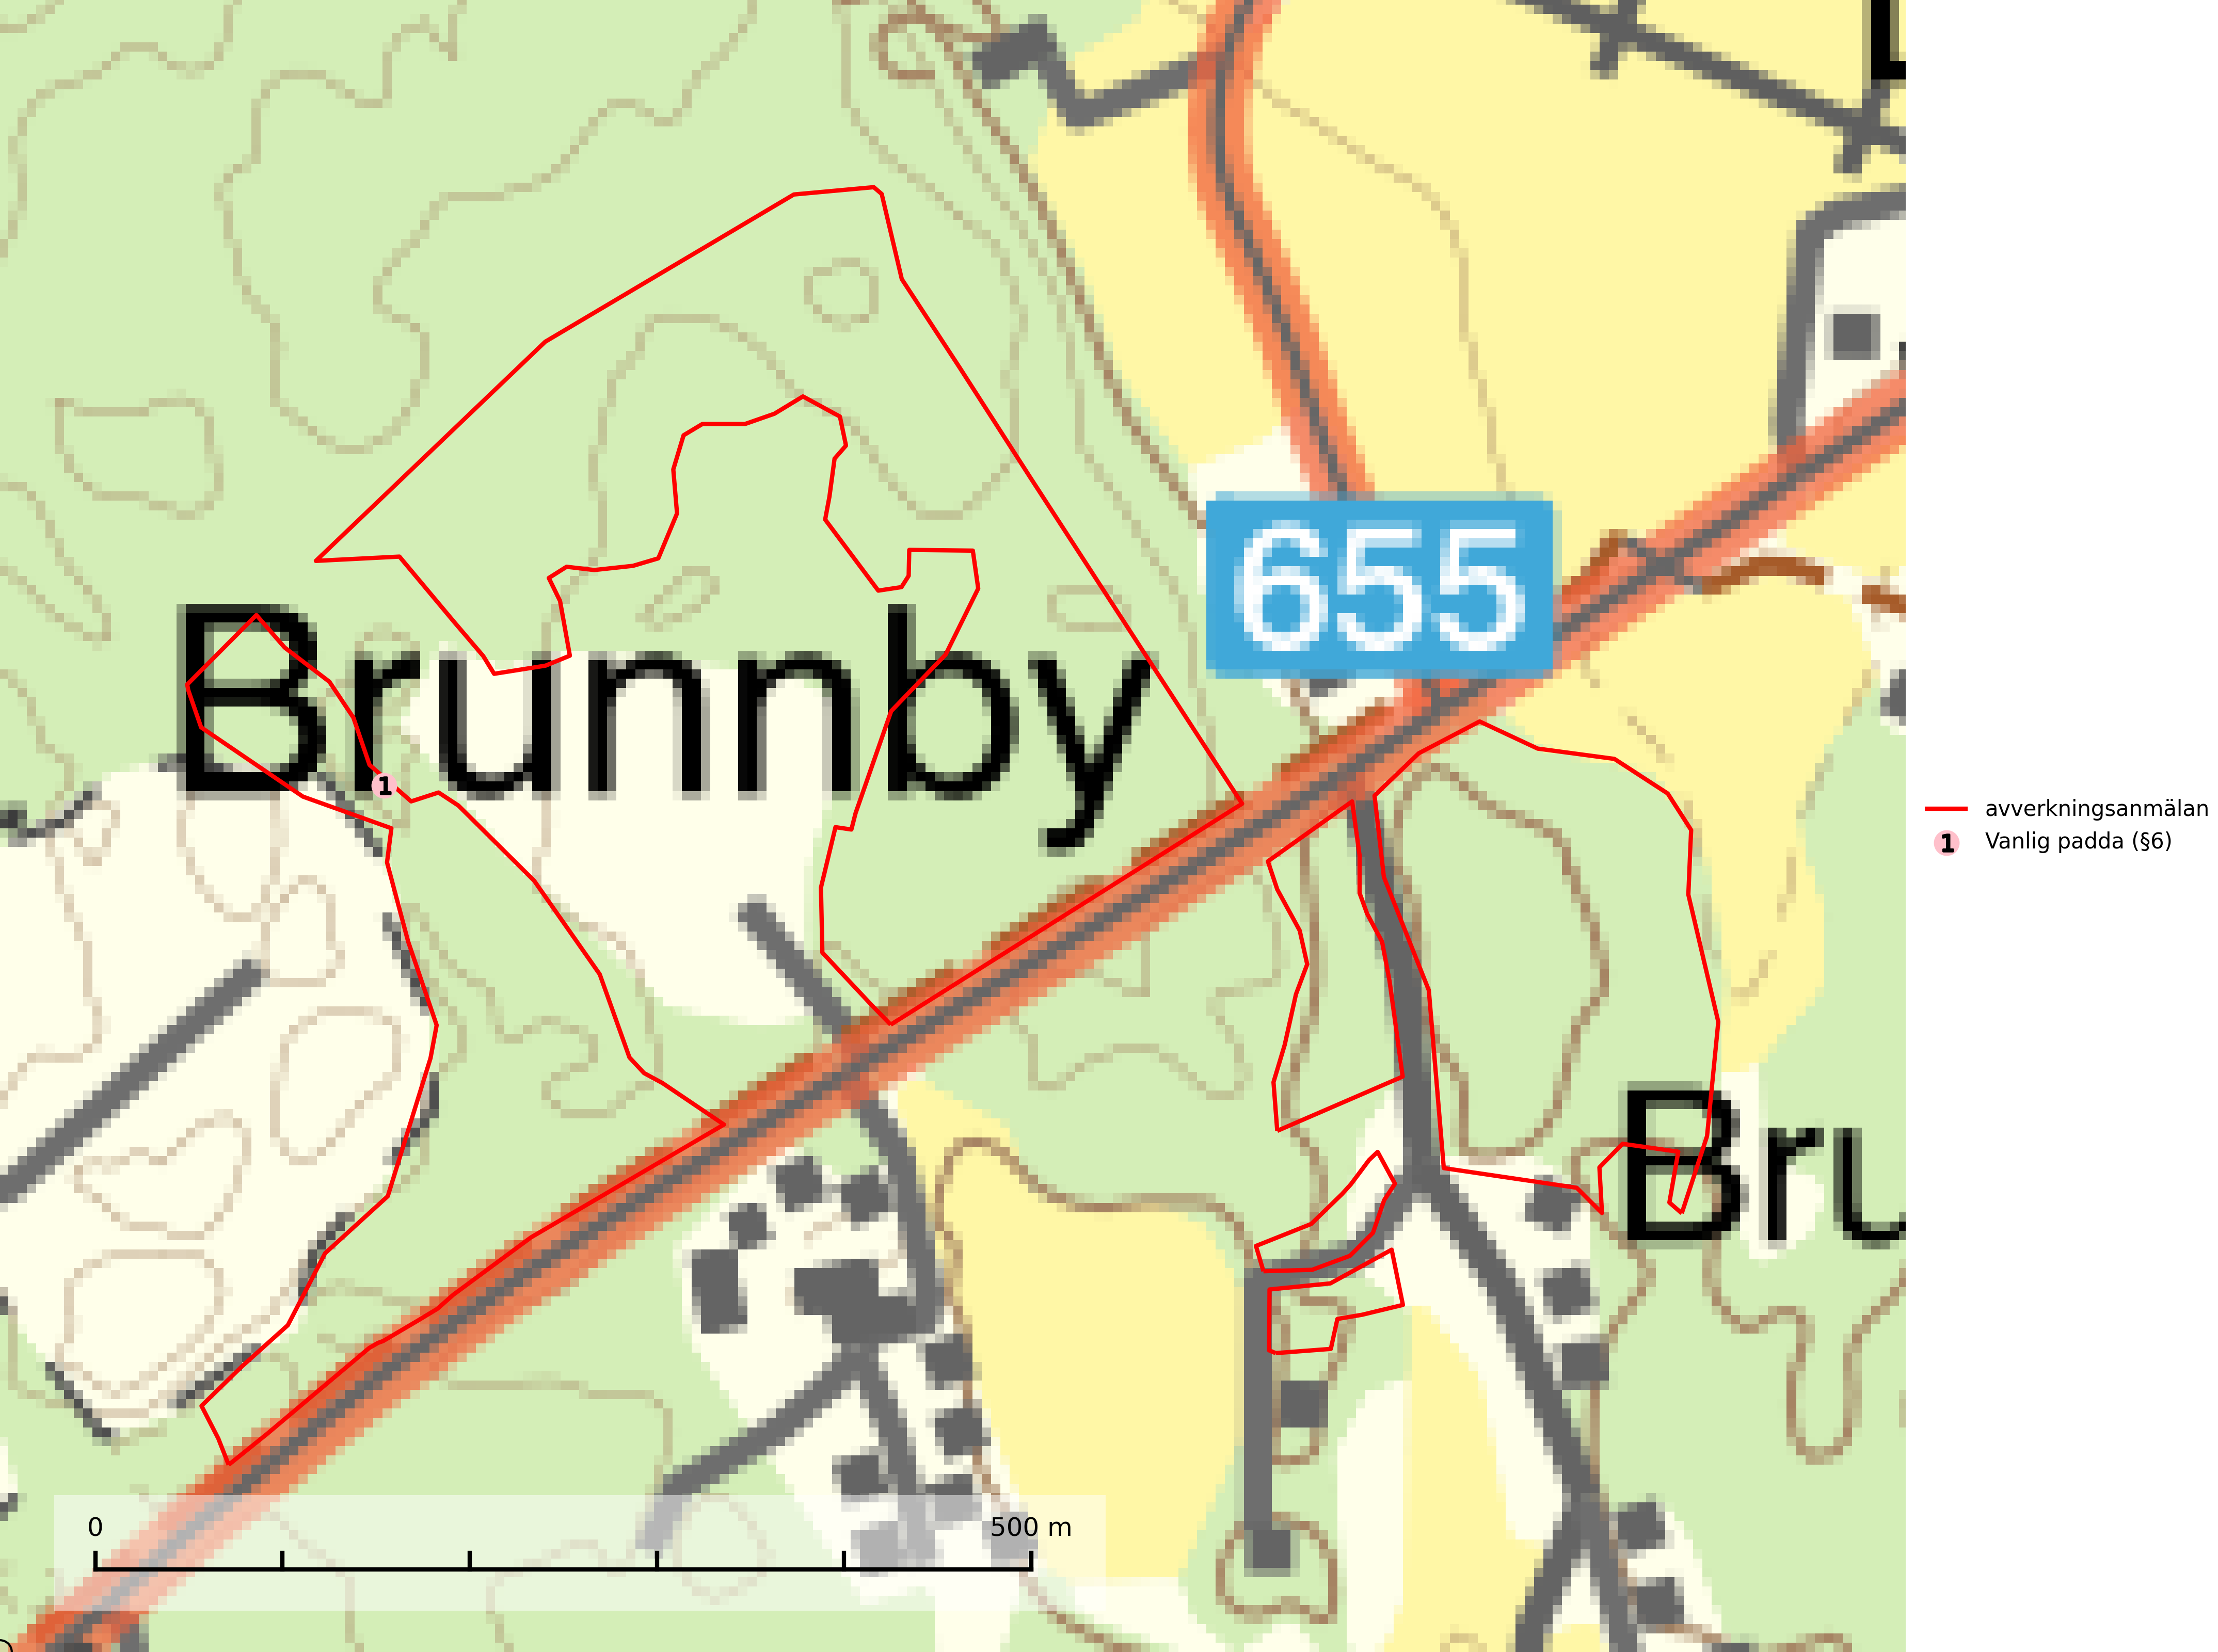 655
Brunnby
1
Bru
0 500 m
avverkningsanmälan
1 Vanlig padda (§6)